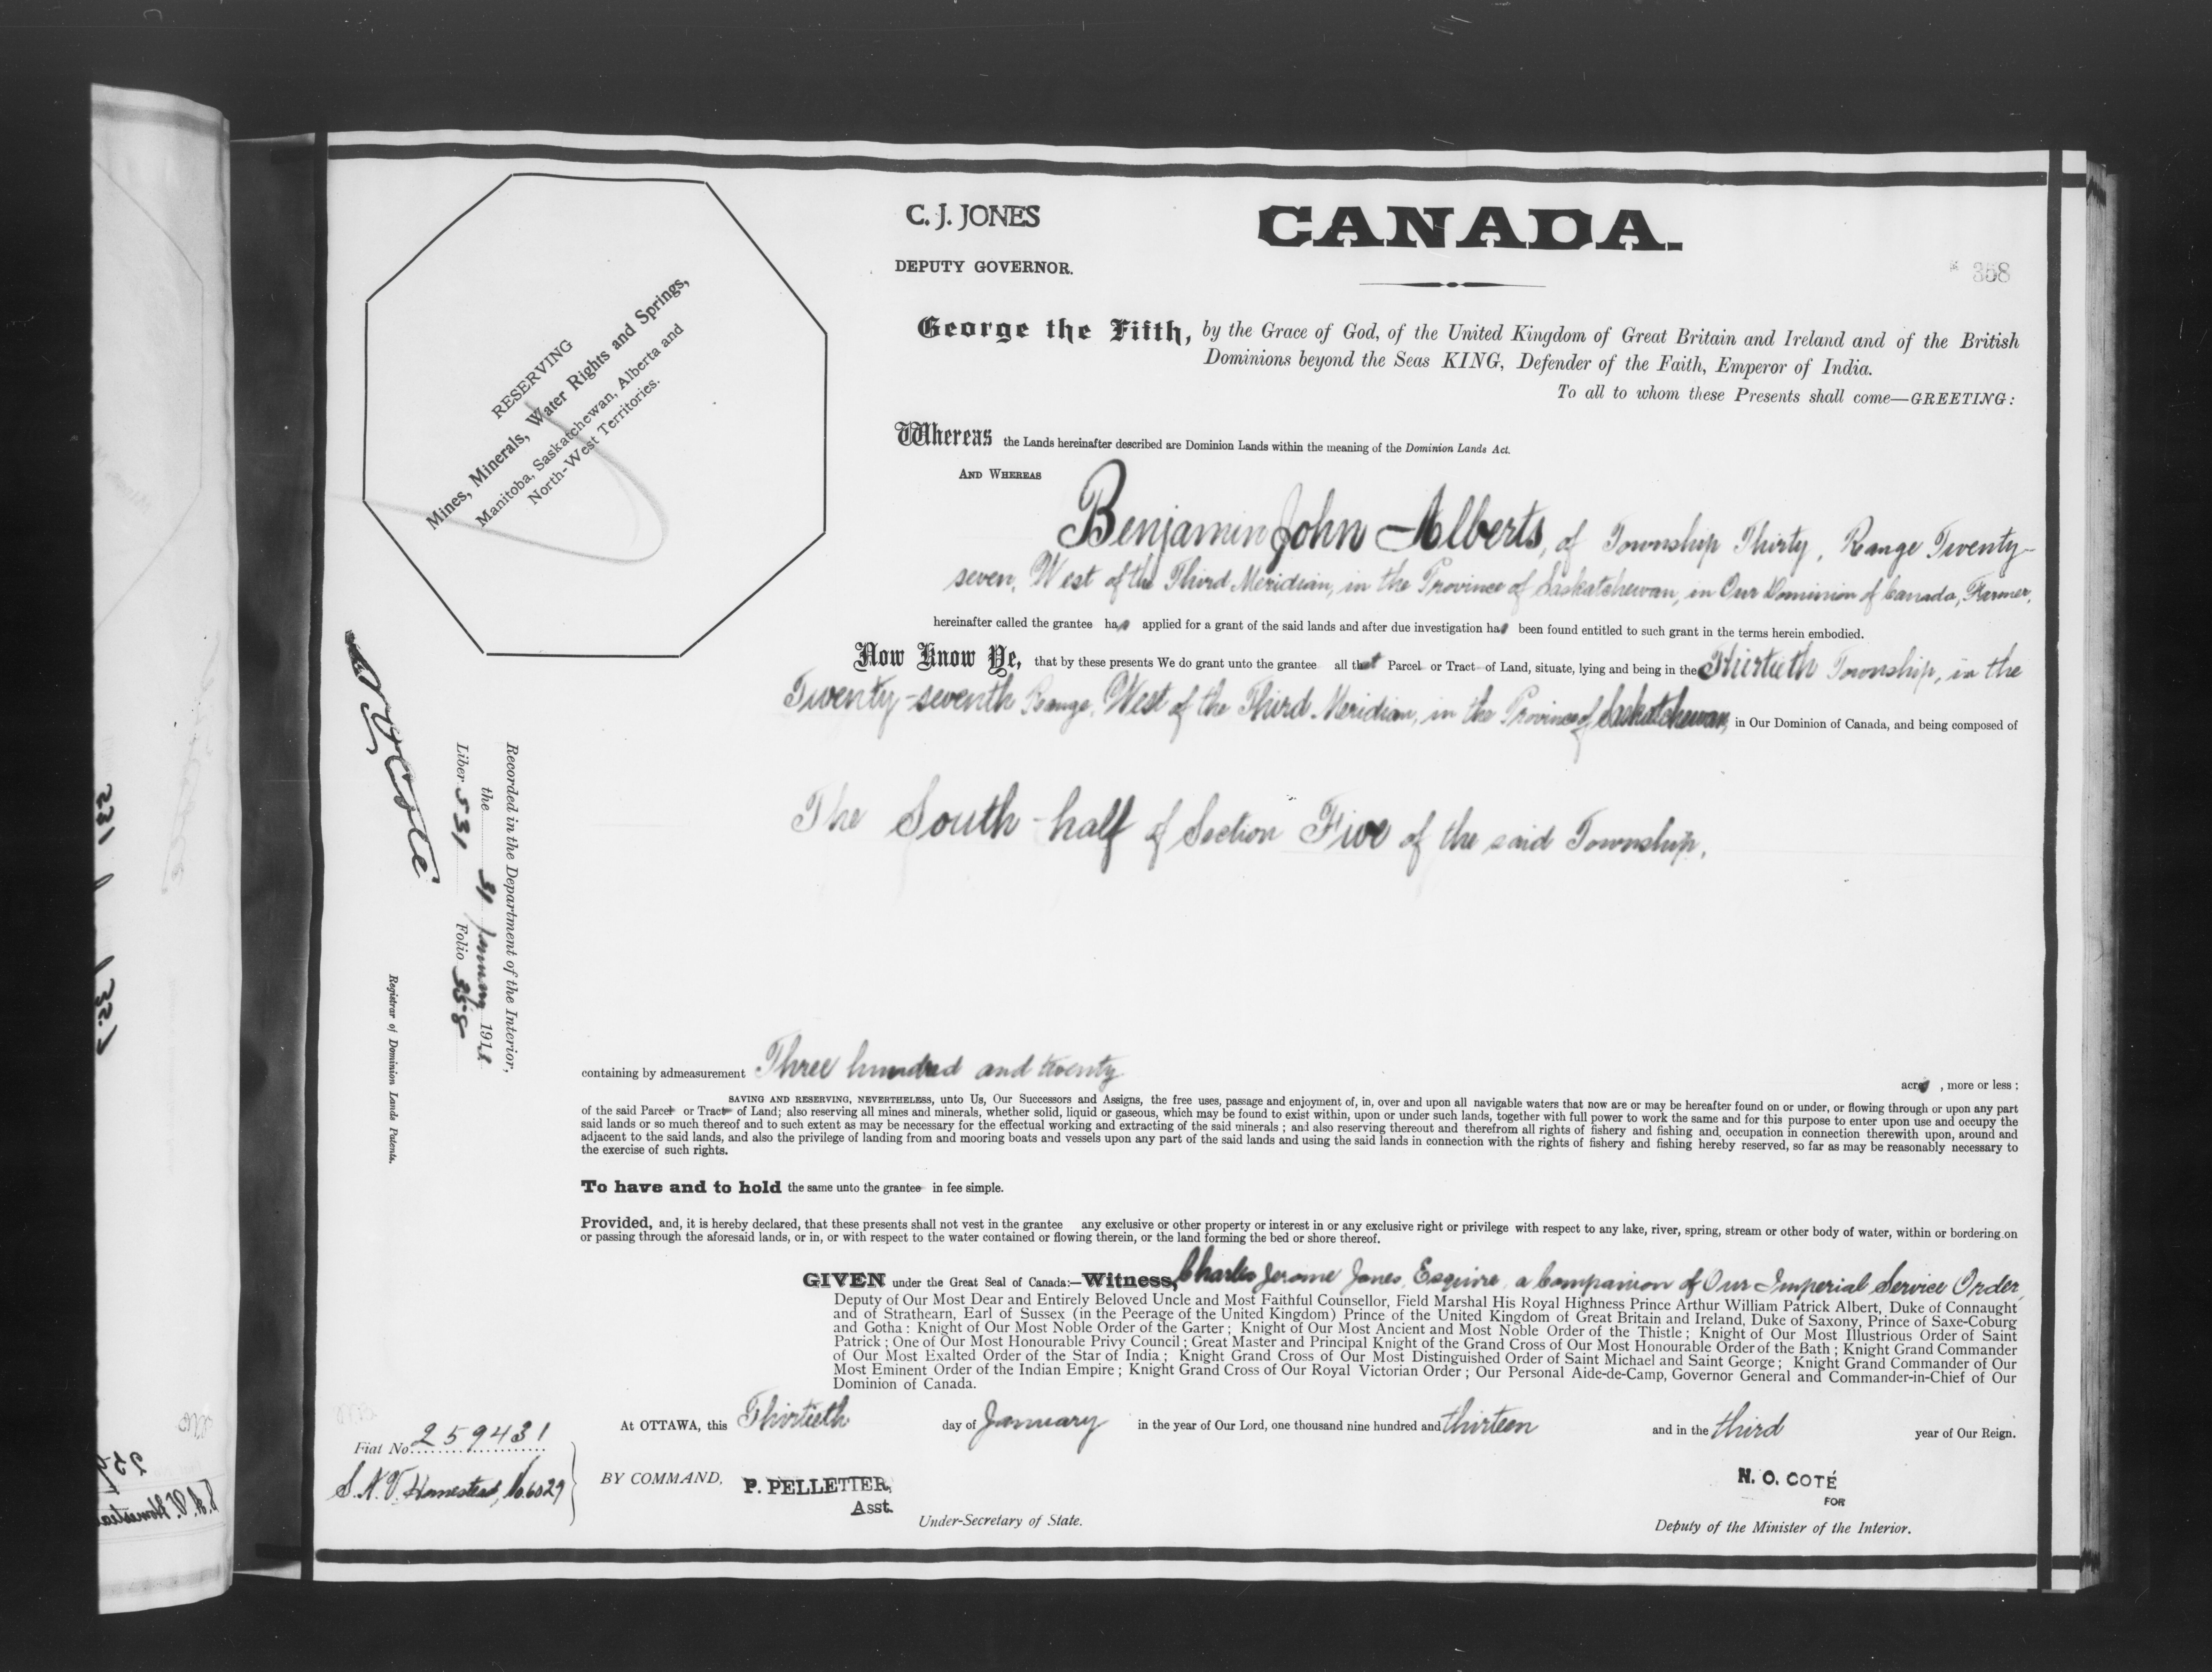 C. J. JONES
DEPUTY GOVERNOR.
CANADA.
358
RESERVING
Mines, Minerals, Water Rights and Springs,
Manitoba, Saskatchewan, Alberta and
North-West Territories.
George the Fifth, by the Grace of God, of the United Kingdom of Great Britain and Ireland and of the British
Dominions beyond the Seas KING, Defender of the Faith, Emperor of India.
To all to whom these Presents shall come—GREETING:
Whereas the Lands hereinafter described are Dominion Lands within the meaning of the Dominion Lands Act.
AND WHEREAS
Benjamin John Alberts, of Township Thirty, Range Twenty-
seven, West of the Third Meridian, in the Province of Saskatchewan, in Our Dominion of Canada, Farmer,
hereinafter called the grantee has applied for a grant of the said lands and after due investigation has been found entitled to such grant in the terms herein embodied.
Now Know Ye, that by these presents We do grant unto the grantee all that Parcel or Tract of Land, situate, lying and being in the Thirtieth Township, in the
Twenty-seventh Range, West of the Third Meridian, in the Province of Saskatchewan, in Our Dominion of Canada, and being composed of
The South-half of Section Five of the said Township,
containing by admeasurement Three hundred and twenty acres, more or less;
SAVING AND RESERVING, NEVERTHELESS, unto Us, Our Successors and Assigns, the free uses, passage and enjoyment of, in, over and upon all navigable waters that now are or may be hereafter found on or under, or flowing through or upon any part
of the said Parcel or Tract of Land; also reserving all mines and minerals, whether solid, liquid or gaseous, which may be found to exist within, upon or under such lands, together with full power to work the same and for this purpose to enter upon use and occupy the
said lands or so much thereof and to such extent as may be necessary for the effectual working and extracting of the said minerals; and also reserving thereout and therefrom all rights of fishery and fishing and occupation in connection therewith upon, around and
adjacent to the said lands, and also the privilege of landing from and mooring boats and vessels upon any part of the said lands and using the said lands in connection with the rights of fishery and fishing hereby reserved, so far as may be reasonably necessary to
the exercise of such rights.
To have and to hold the same unto the grantee in fee simple.
Provided, and, it is hereby declared, that these presents shall not vest in the grantee any exclusive or other property or interest in or any exclusive right or privilege with respect to any lake, river, spring, stream or other body of water, within or bordering on
or passing through the aforesaid lands, or in, or with respect to the water contained or flowing therein, or the land forming the bed or shore thereof.
GIVEN under the Great Seal of Canada:—Witness, Charles Jerome Jones, Esquire, a Companion of Our Imperial Service Order,
Deputy of Our Most Dear and Entirely Beloved Uncle and Most Faithful Counsellor, Field Marshal His Royal Highness Prince Arthur William Patrick Albert, Duke of Connaught
and of Strathearn, Earl of Sussex (in the Peerage of the United Kingdom) Prince of the United Kingdom of Great Britain and Ireland, Duke of Saxony, Prince of Saxe-Coburg
and Gotha: Knight of Our Most Noble Order of the Garter; Knight of Our Most Ancient and Most Noble Order of the Thistle; Knight of Our Most Illustrious Order of Saint
Patrick; One of Our Most Honourable Privy Council; Great Master and Principal Knight of the Grand Cross of Our Most Honourable Order of the Bath; Knight Grand Commander
of Our Most Exalted Order of the Star of India; Knight Grand Cross of Our Most Distinguished Order of Saint Michael and Saint George; Knight Grand Commander of Our
Most Eminent Order of the Indian Empire; Knight Grand Cross of Our Royal Victorian Order; Our Personal Aide-de-Camp, Governor General and Commander-in-Chief of Our
Dominion of Canada.
At OTTAWA, this Thirtieth day of January in the year of Our Lord, one thousand nine hundred and thirteen and in the third year of Our Reign.
BY COMMAND,
P. PELLETIER,
Asst.
Under-Secretary of State.
N. O. COTÉ
FOR
Deputy of the Minister of the Interior.
Fiat No. 259431
S.A.V. Homestead, No. 6029
Recorded in the Department of the Interior,
the 31 January 1913
Liber 531 Folio 358
N O Coté
Registrar of Dominion Lands Patents.